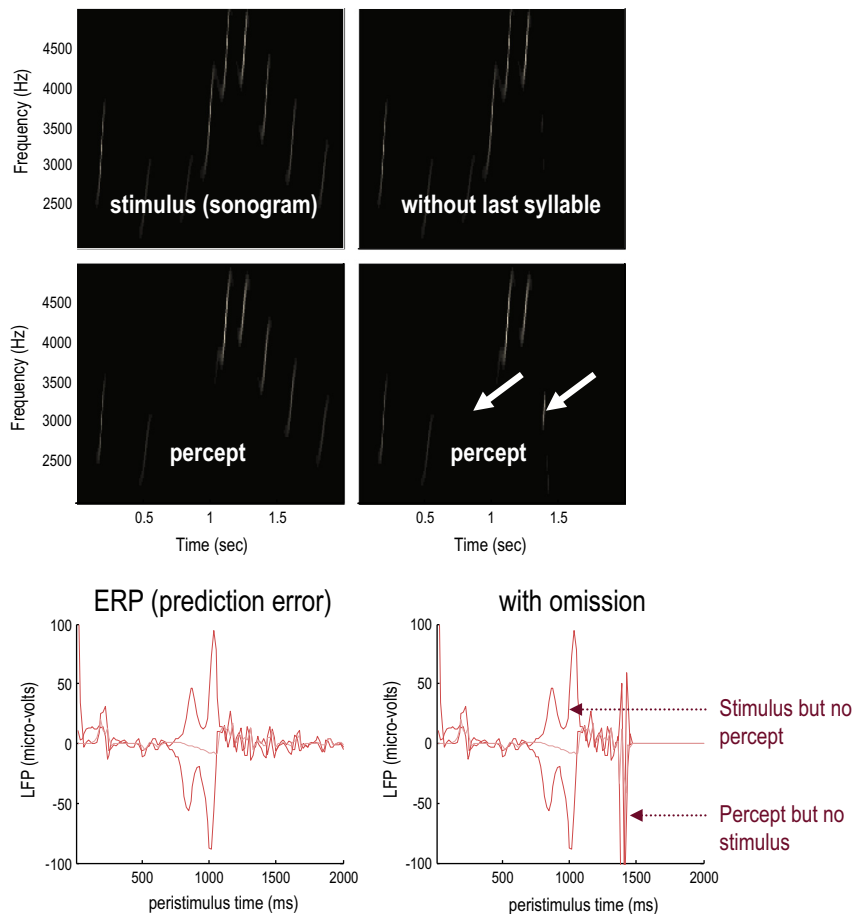 Frequency (Hz)
4500
4000
3500
3000
2500
stimulus (sonogram)
without last syllable
Frequency (Hz)
4500
4000
3500
3000
2500
percept
percept
0.5
1
1.5
Time (sec)
0.5
1
1.5
Time (sec)
ERP (prediction error)
LFP (micro-volts)
100
50
0
-50
-100
500
1000
1500
2000
peristimulus time (ms)
with omission
LFP (micro-volts)
100
50
0
-50
-100
500
1000
1500
2000
peristimulus time (ms)
Stimulus but no
percept
Percept but no
stimulus